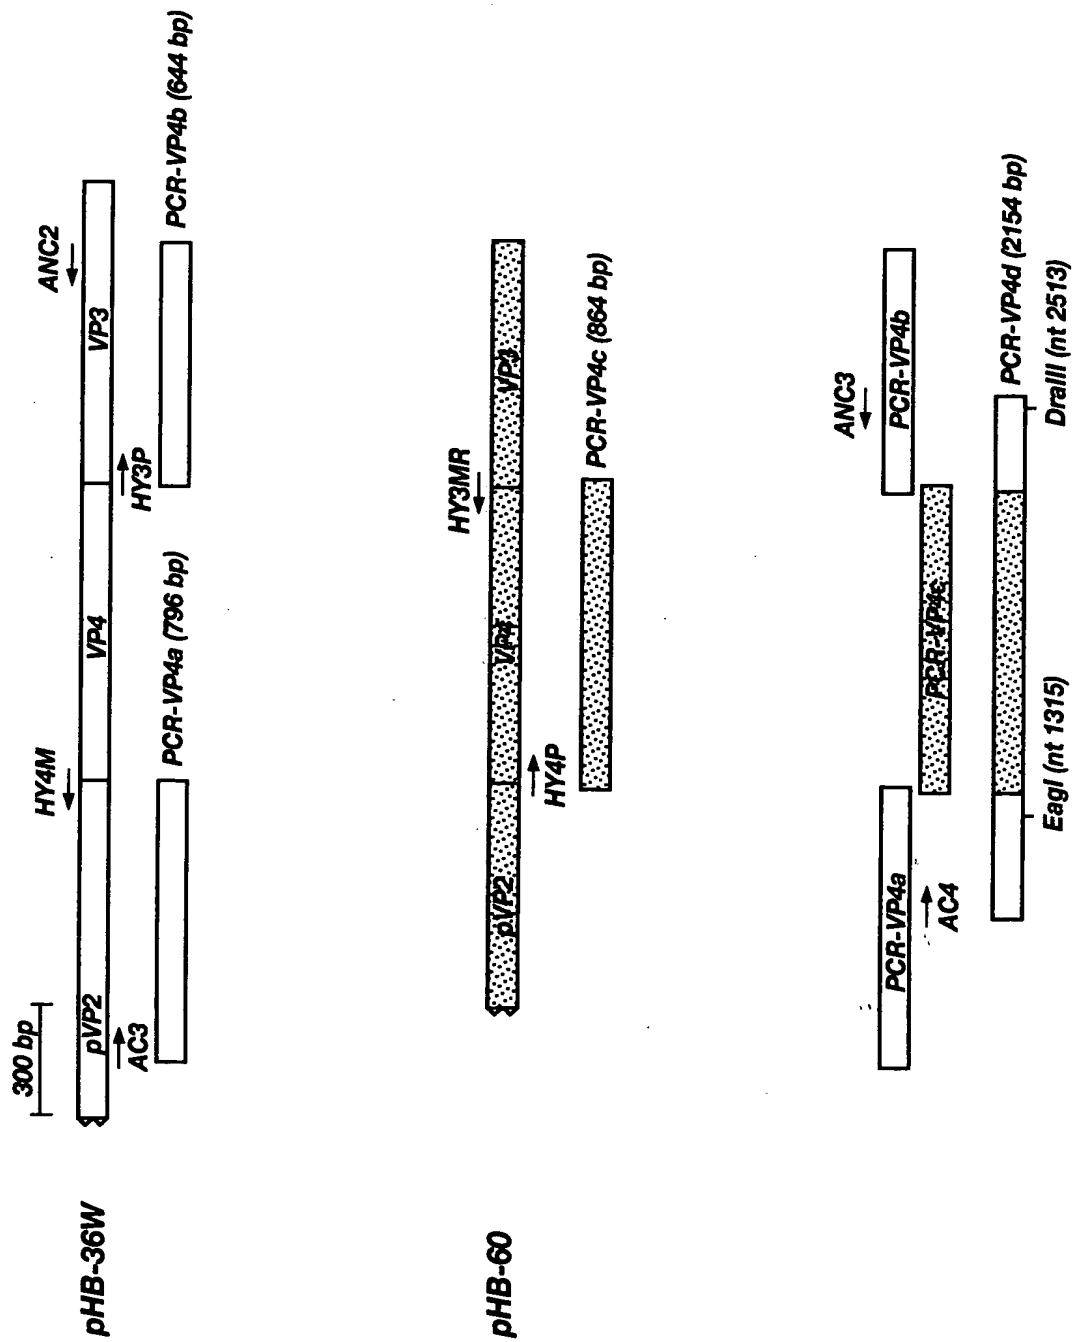 pHB-36W
300 bp
HY4M
ANC2
pVP2
VP4
VP3
AC3
HY3P
PCR-VP4a (796 bp)
PCR-VP4b (644 bp)
pHB-60
HY3MR
pVP2
VP4
VP3
HY4P
PCR-VP4c (864 bp)
ANC3
PCR-VP4a
PCR-VP4b
AC4
PCR-VP4c
PCR-VP4d (2154 bp)
EagI (nt 1315)
DraIII (nt 2513)